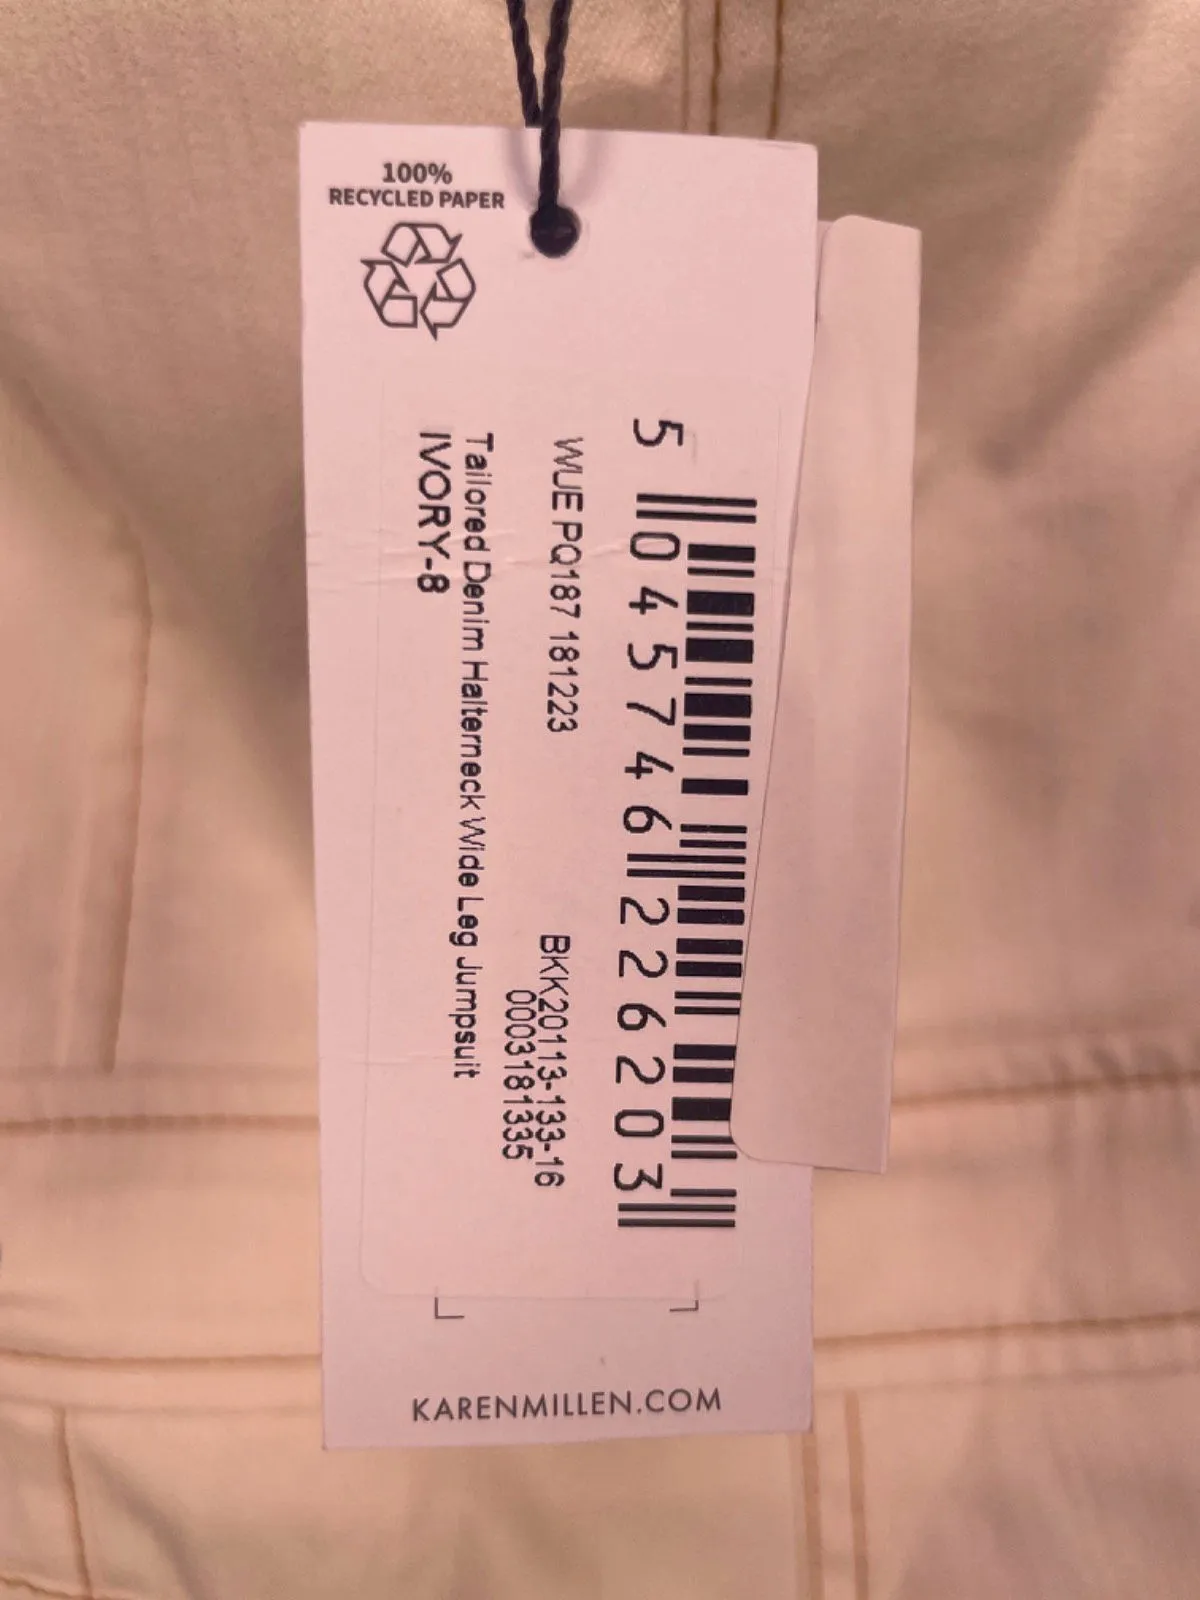 100%
RECYCLED PAPER
5 045746 226203
WUE PQ187 181223 BKK20113-133-16
0003181335
Tailored Denim Halterneck Wide Leg Jumpsuit
IVORY-8
KARENMILLEN.COM